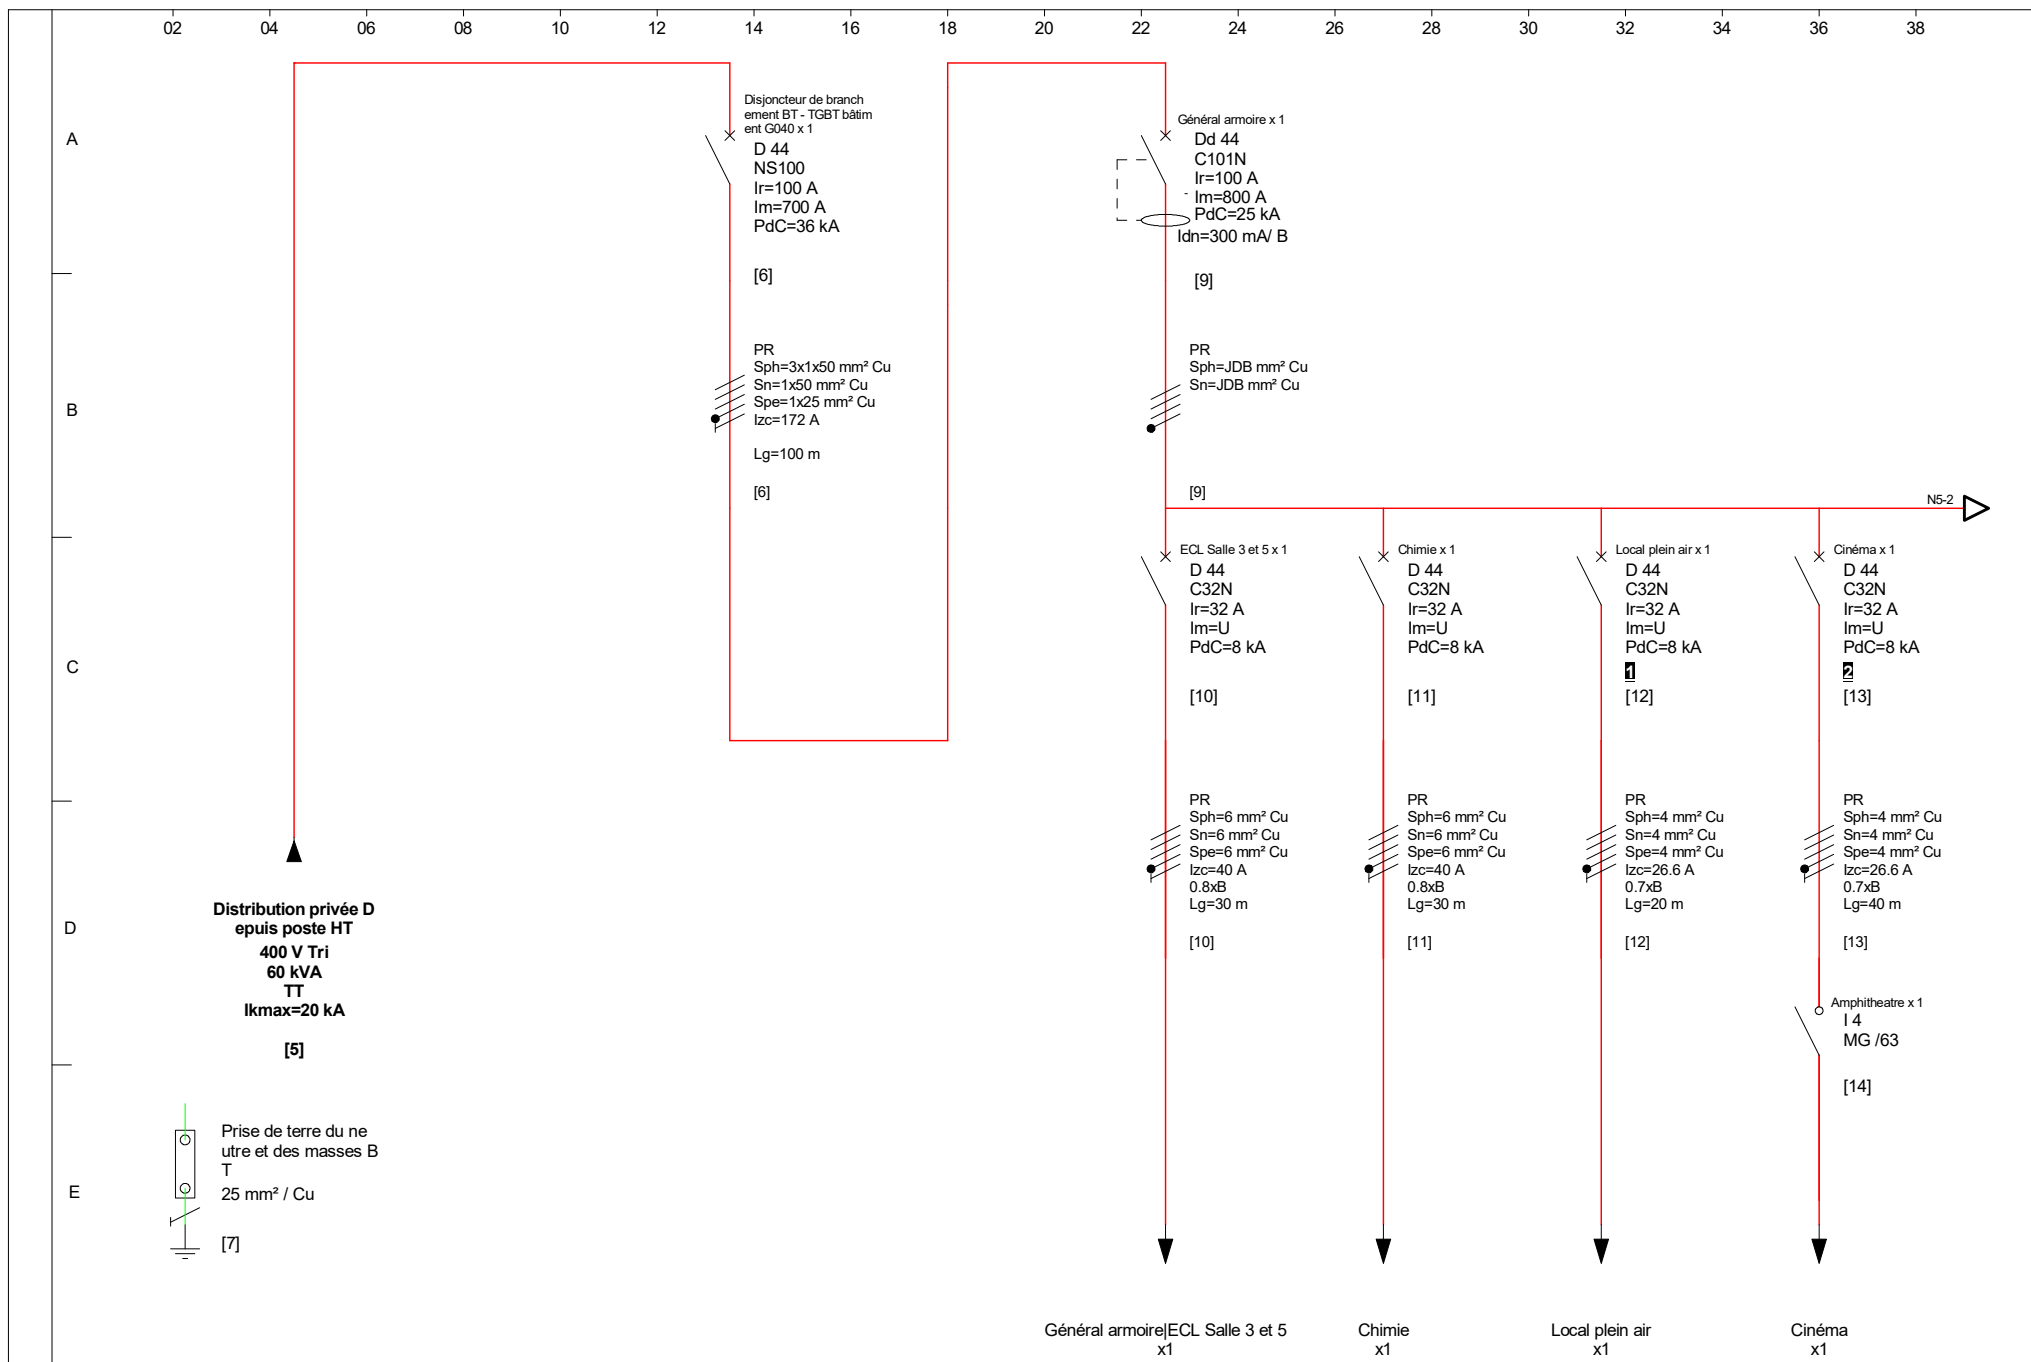 02 04 06 08 10 12 14 16 18 20 22 24 26 28 30 32 34 36 38
A
B
C
D
E
Disjoncteur de branch
ement BT - TGBT bâtim
ent G040 x 1
D 44
NS100
Ir=100 A
Im=700 A
PdC=36 kA
[6]
PR
Sph=3x1x50 mm² Cu
Sn=1x50 mm² Cu
Spe=1x25 mm² Cu
Izc=172 A
Lg=100 m
[6]
Général armoire x 1
Dd 44
C101N
Ir=100 A
Im=800 A
PdC=25 kA
Idn=300 mA/ B
[9]
PR
Sph=JDB mm² Cu
Sn=JDB mm² Cu
[9]
N5-2
ECL Salle 3 et 5 x 1
D 44
C32N
Ir=32 A
Im=U
PdC=8 kA
[10]
Chimie x 1
D 44
C32N
Ir=32 A
Im=U
PdC=8 kA
[11]
Local plein air x 1
D 44
C32N
Ir=32 A
Im=U
PdC=8 kA
1
[12]
Cinéma x 1
D 44
C32N
Ir=32 A
Im=U
PdC=8 kA
2
[13]
PR
Sph=6 mm² Cu
Sn=6 mm² Cu
Spe=6 mm² Cu
Izc=40 A
0.8xB
Lg=30 m
[10]
PR
Sph=6 mm² Cu
Sn=6 mm² Cu
Spe=6 mm² Cu
Izc=40 A
0.8xB
Lg=30 m
[11]
PR
Sph=4 mm² Cu
Sn=4 mm² Cu
Spe=4 mm² Cu
Izc=26.6 A
0.7xB
Lg=20 m
[12]
PR
Sph=4 mm² Cu
Sn=4 mm² Cu
Spe=4 mm² Cu
Izc=26.6 A
0.7xB
Lg=40 m
[13]
Amphitheatre x 1
I 4
MG /63
[14]
Distribution privée D
epuis poste HT
400 V Tri
60 kVA
TT
Ikmax=20 kA
[5]
Prise de terre du ne
utre et des masses B
T
25 mm² / Cu
[7]
Général armoire|ECL Salle 3 et 5
x1
Chimie
x1
Local plein air
x1
Cinéma
x1